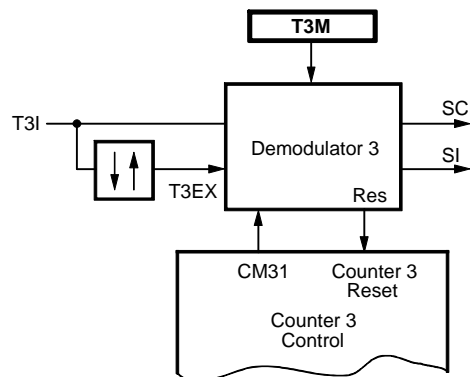 T3M
SC
T3I
Demodulator 3
SI
T3EX
Res
CM31
Counter 3
Reset
Counter 3
Control